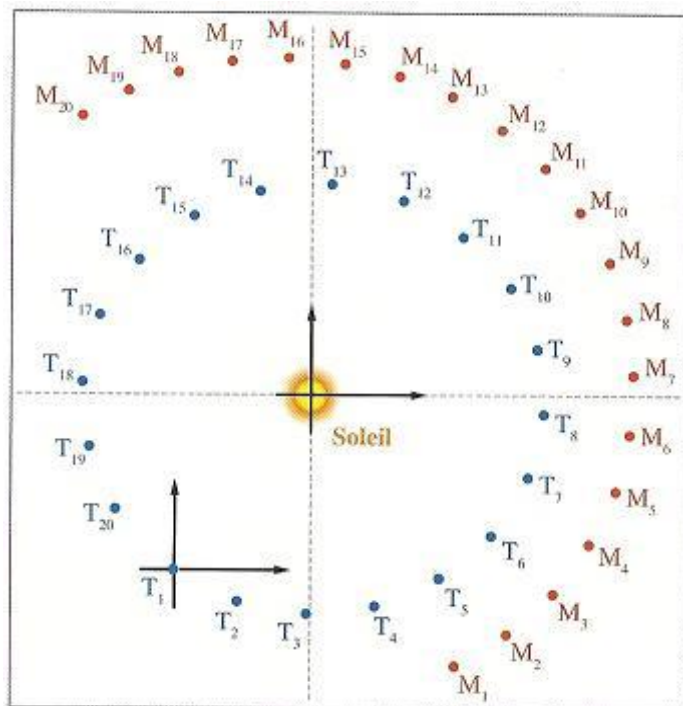 M₁₆
M₁₇
M₁₅
M₁₈
M₁₄
M₁₉
M₁₃
M₂₀
M₁₂
M₁₁
T₁₃
T₁₄
T₁₂
M₁₀
T₁₅
T₁₆
T₁₁
M₉
T₁₀
T₁₇
M₈
T₉
T₁₈
M₇
Soleil
T₈
M₆
T₁₉
T₇
M₅
T₂₀
T₆
M₄
T₁
T₅
M₃
T₂
T₃
T₄
M₂
M₁